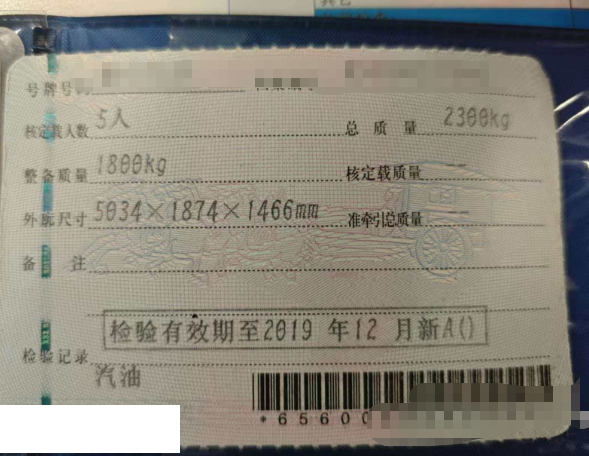 号牌号码
核定载人数 5人 总质量 2300kg
整备质量 1800kg 核定载质量
外廓尺寸 5034×1874×1466mm 准牵引总质量
备注
检验有效期至2019年12月新A()
检验记录
汽油
*65600